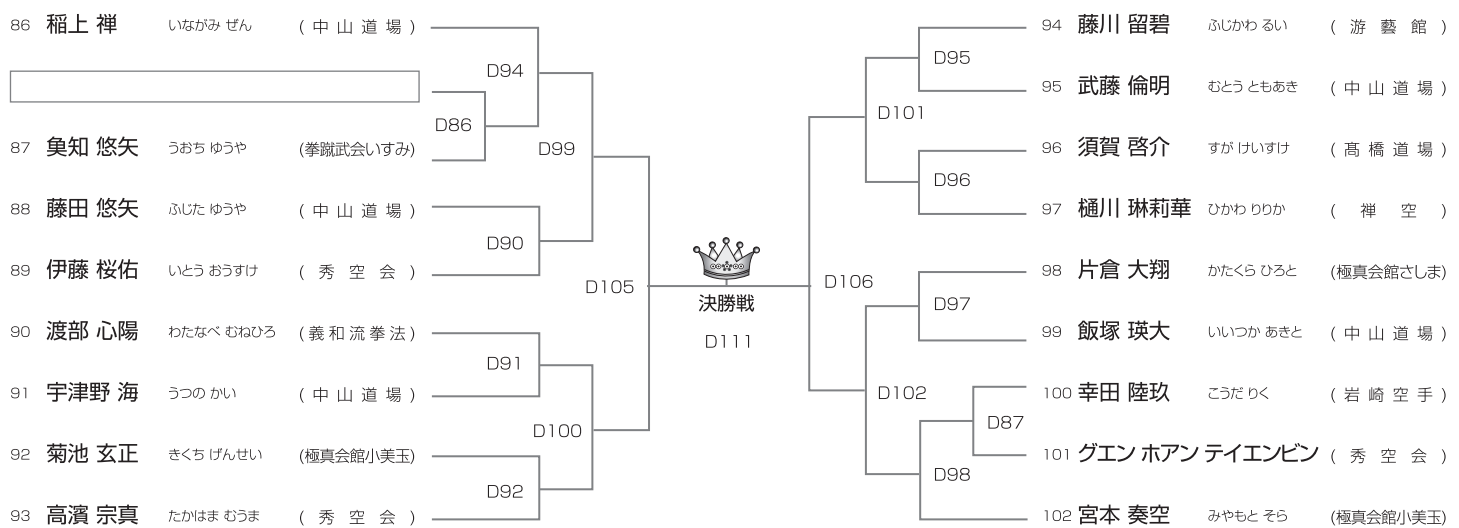 86 稲上 禅 いながみ ぜん (中山道場)
D94
D86
87 奐知 悠矢 うおち ゆうや (拳蹴武会いすみ)
D99
88 藤田 悠矢 ふじた ゆうや (中山道場)
D90
89 伊藤 桜佑 いとう おうすけ (秀空会)
D105
90 渡部 心陽 わたなべ むねひろ (義和流拳法)
D91
91 宇津野 海 うつの かい (中山道場)
D100
92 菊池 玄正 きくち げんせい (極真会館小美玉)
D92
93 高濱 宗真 たかはま むうま (秀空会)
決勝戦
D111
94 藤川 留碧 ふじかわ るい (游藝館)
D95
95 武藤 倫明 むとう ともあき (中山道場)
D101
96 須賀 啓介 すが けいすけ (髙橋道場)
D96
97 樋川 琳莉華 ひかわ りりか (禅空)
D106
98 片倉 大翔 かたくら ひろと (極真会館さしま)
D97
99 飯塚 瑛大 いいつか あきと (中山道場)
D102
100 幸田 陸玖 こうだ りく (岩崎空手)
D87
101 グエン ホアン テイエンビン (秀空会)
D98
102 宮本 奏空 みやもと そら (極真会館小美玉)